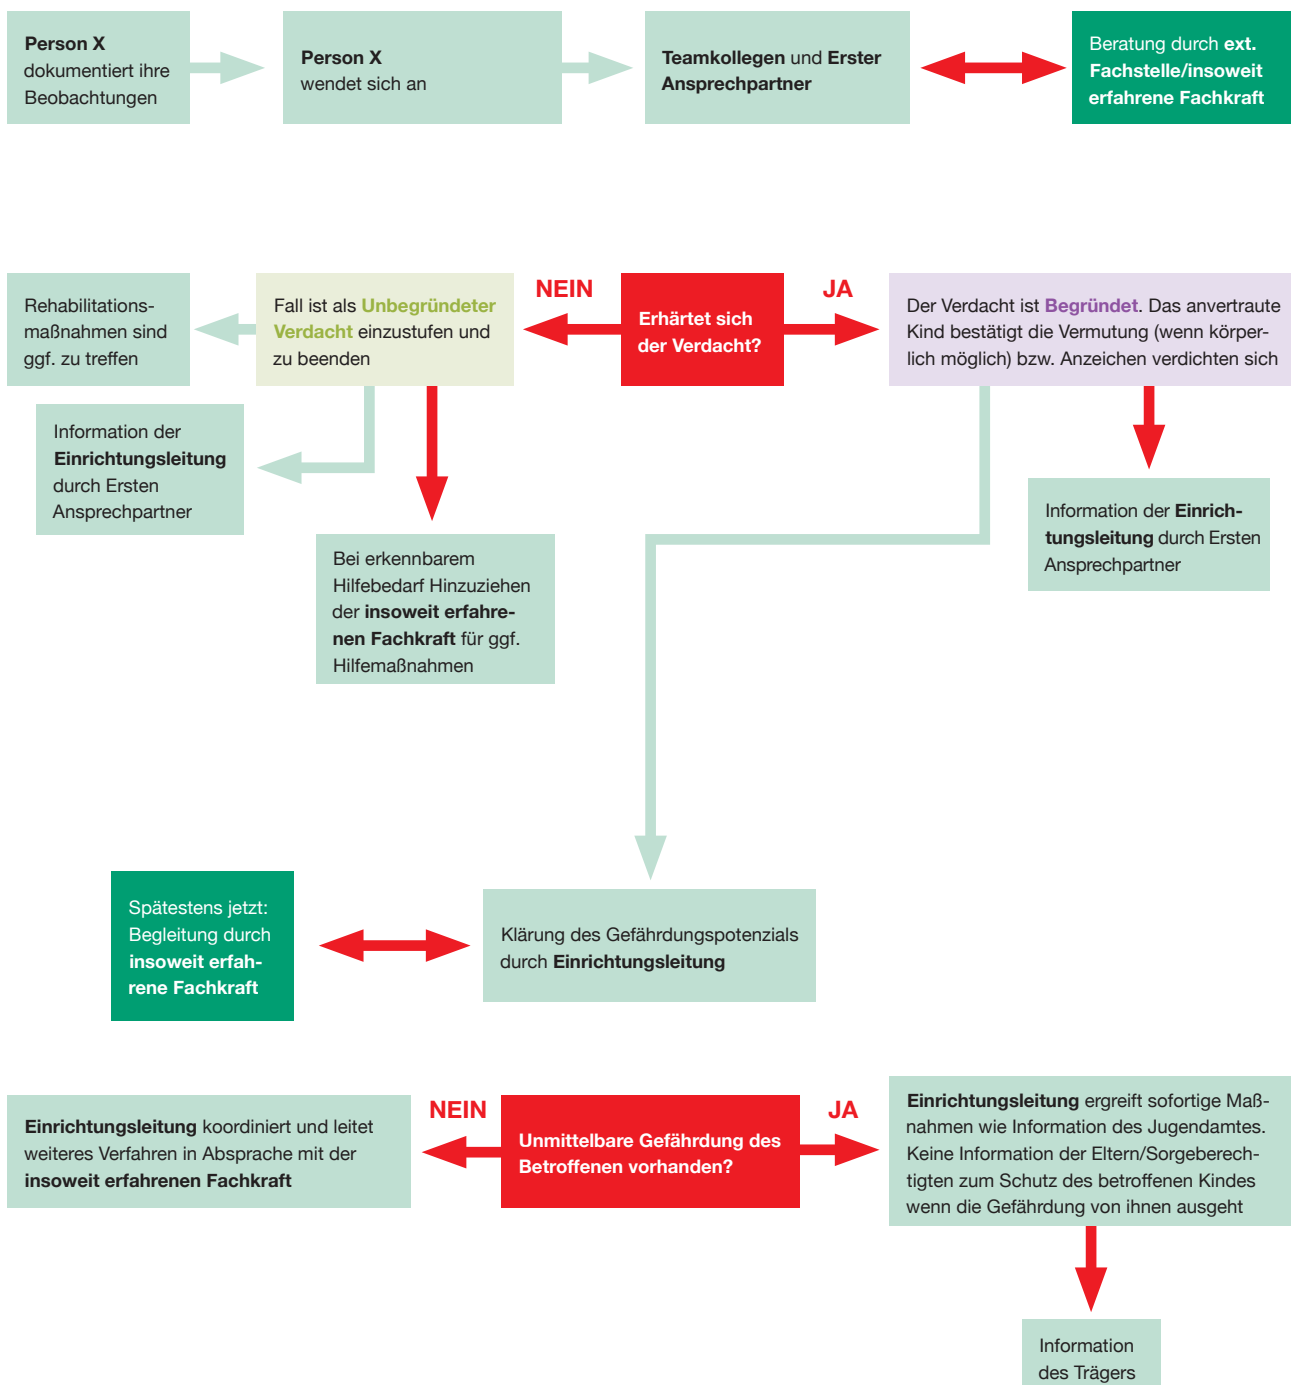 Person X
dokumentiert ihre
Beobachtungen
Person X
wendet sich an
Teamkollegen und Erster
Ansprechpartner
Beratung durch ext.
Fachstelle/insoweit
erfahrene Fachkraft
Rehabilitations-
maßnahmen sind
ggf. zu treffen
Fall ist als Unbegründeter
Verdacht einzustufen und
zu beenden
NEIN
Erhärtet sich
der Verdacht?
JA
Der Verdacht ist Begründet. Das anvertraute
Kind bestätigt die Vermutung (wenn körper-
lich möglich) bzw. Anzeichen verdichten sich
Information der
Einrichtungsleitung
durch Ersten
Ansprechpartner
Bei erkennbarem
Hilfebedarf Hinzuziehen
der insoweit erfahre-
nen Fachkraft für ggf.
Hilfemaßnahmen
Information der Einrich-
tungsleitung durch Ersten
Ansprechpartner
Spätestens jetzt:
Begleitung durch
insoweit erfah-
rene Fachkraft
Klärung des Gefährdungspotenzials
durch Einrichtungsleitung
Einrichtungsleitung koordiniert und leitet
weiteres Verfahren in Absprache mit der
insoweit erfahrenen Fachkraft
NEIN
Unmittelbare Gefährdung des
Betroffenen vorhanden?
JA
Einrichtungsleitung ergreift sofortige Maß-
nahmen wie Information des Jugendamtes.
Keine Information der Eltern/Sorgeberech-
tigten zum Schutz des betroffenen Kindes
wenn die Gefährdung von ihnen ausgeht
Information
des Trägers